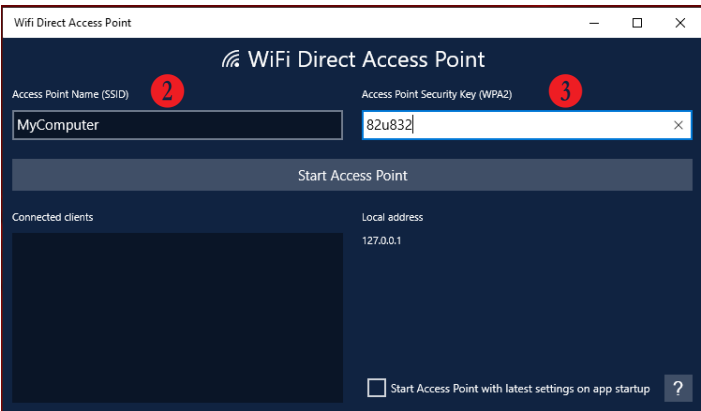 Wifi Direct Access Point
WiFi Direct Access Point
Access Point Name (SSID)
2
Access Point Security Key (WPA2)
3
MyComputer
82u832
Start Access Point
Connected clients
Local address
127.0.0.1
Start Access Point with latest settings on app startup
?